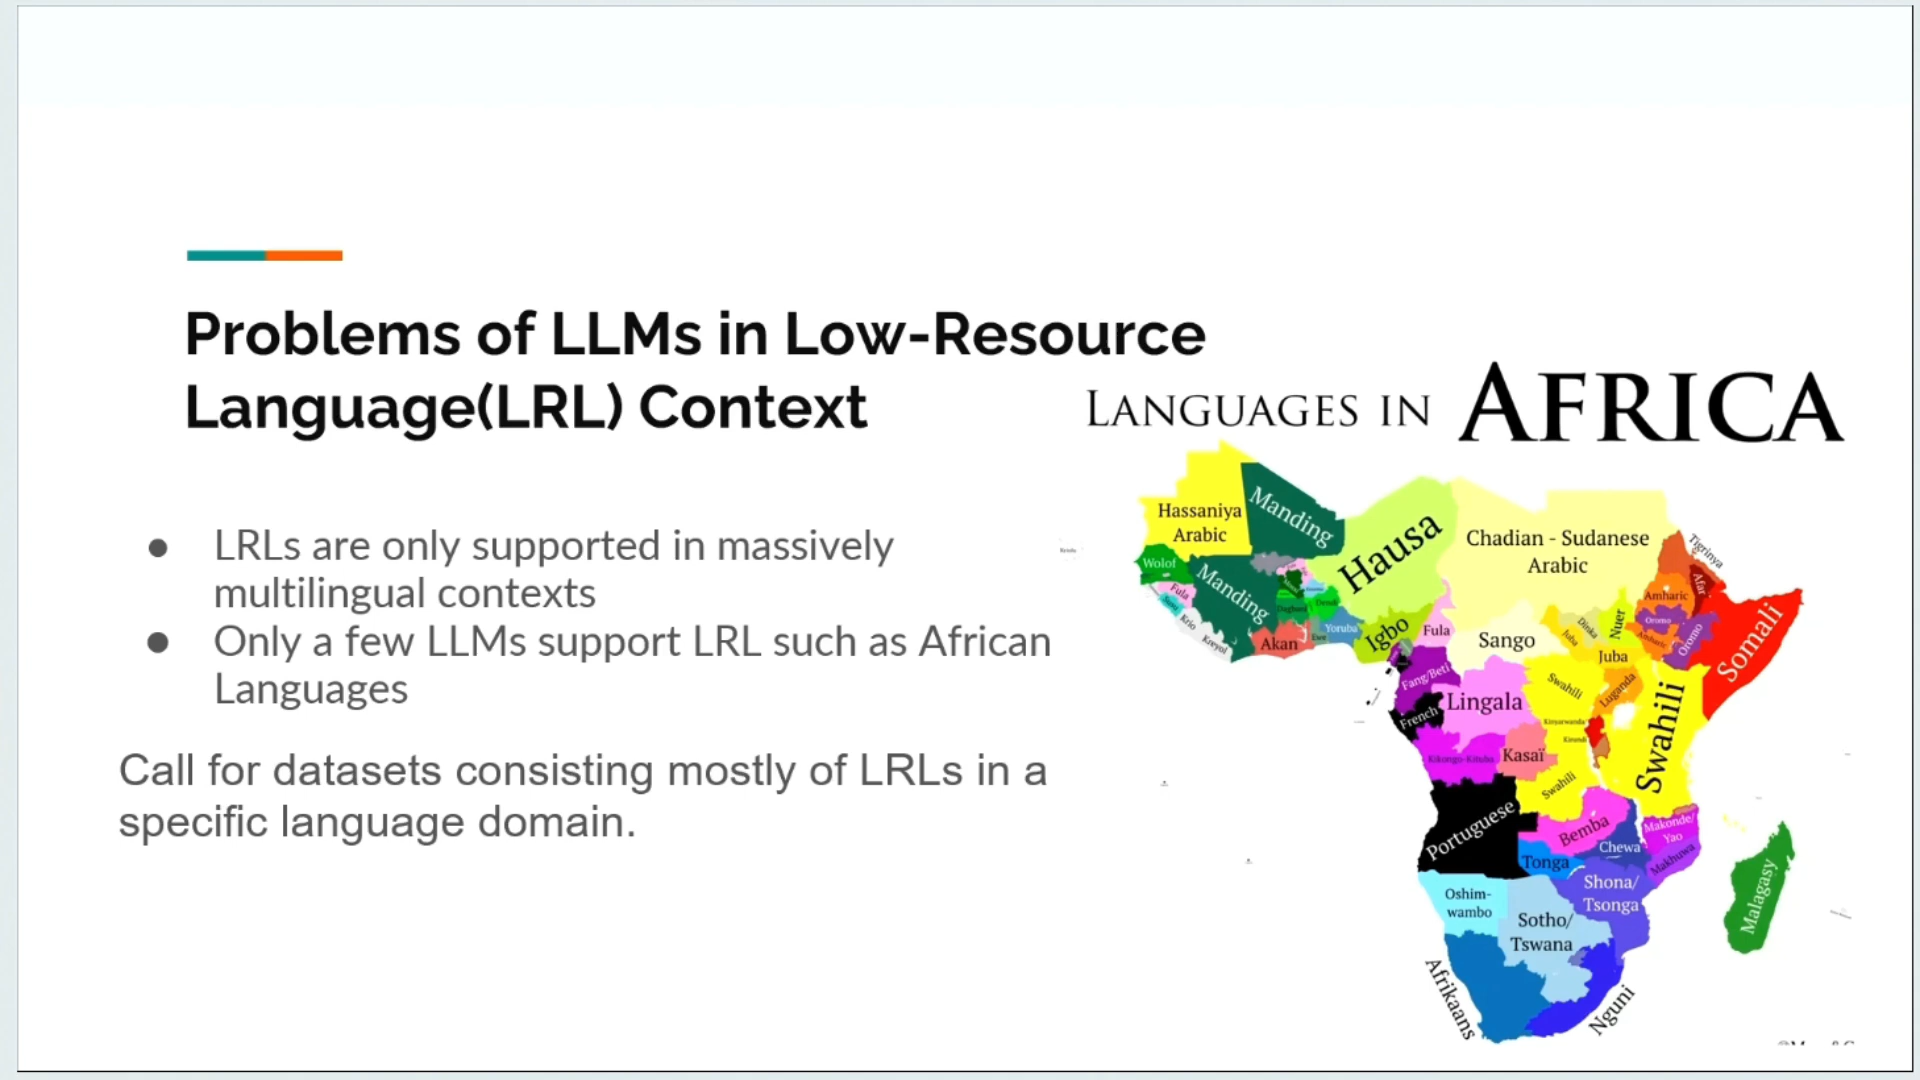 Problems of LLMs in Low-Resource
Language(LRL) Context
● LRLs are only supported in massively
multilingual contexts
● Only a few LLMs support LRL such as African
Languages
Call for datasets consisting mostly of LRLs in a
specific language domain.
LANGUAGES IN AFRICA
Hassaniya
Arabic
Manding
Hausa
Chadian - Sudanese
Arabic
Tigrinya
Wolof
Manding
Fula
Krio
Kreyol
Akan
Ewe
Dagbani
Dendi
Yoruba
Igbo
Fula
Sango
Dinka
Juba
Nuer
Juba
Amharic
Afar
Oromo
Amharic
Oromo
Somali
Fang/Beti
French
Lingala
Swahili
Luganda
Kinyarwanda
Kirundi
Swahili
Kikongo-Kituba
Kasaï
Swahili
Portuguese
Bemba
Makonde/
Yao
Chewa
Makhuwa
Tonga
Shona/
Tsonga
Malagasy
Oshim-
wambo
Sotho/
Tswana
Afrikaans
Nguni